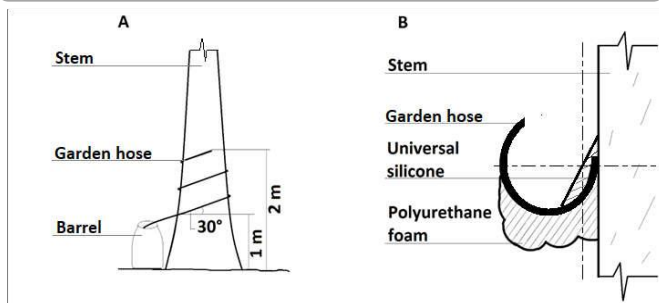 A
Stem
Garden hose
Barrel
30°
1 m
2 m
B
Stem
Garden hose
Universal
silicone
Polyurethane
foam